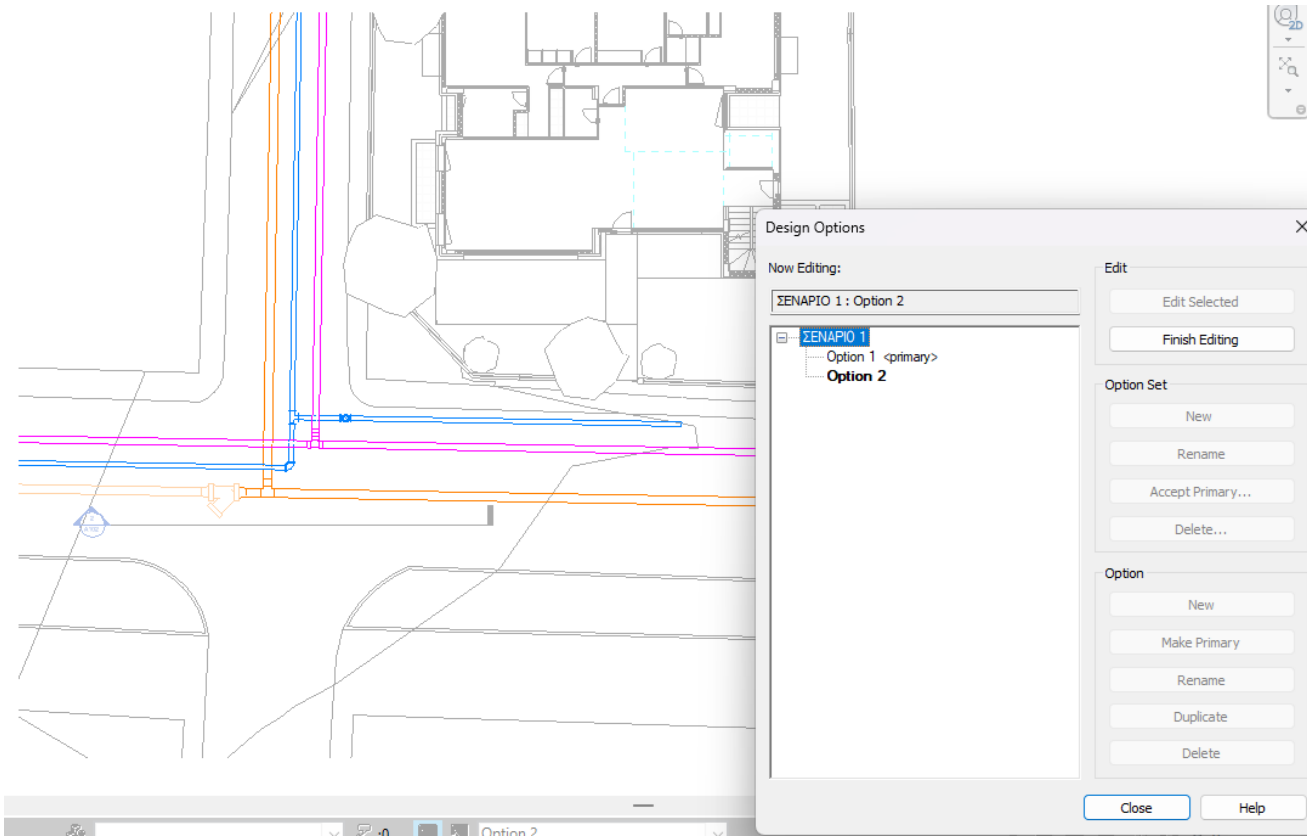 2D
Design Options
Now Editing:
ΣΕΝΑΡΙΟ 1 : Option 2
ΣΕΝΑΡΙΟ 1
Option 1 <primary>
Option 2
Edit
Edit Selected
Finish Editing
Option Set
New
Rename
Accept Primary...
Delete...
Option
New
Make Primary
Rename
Duplicate
Delete
Close
Help
:0
Option 2